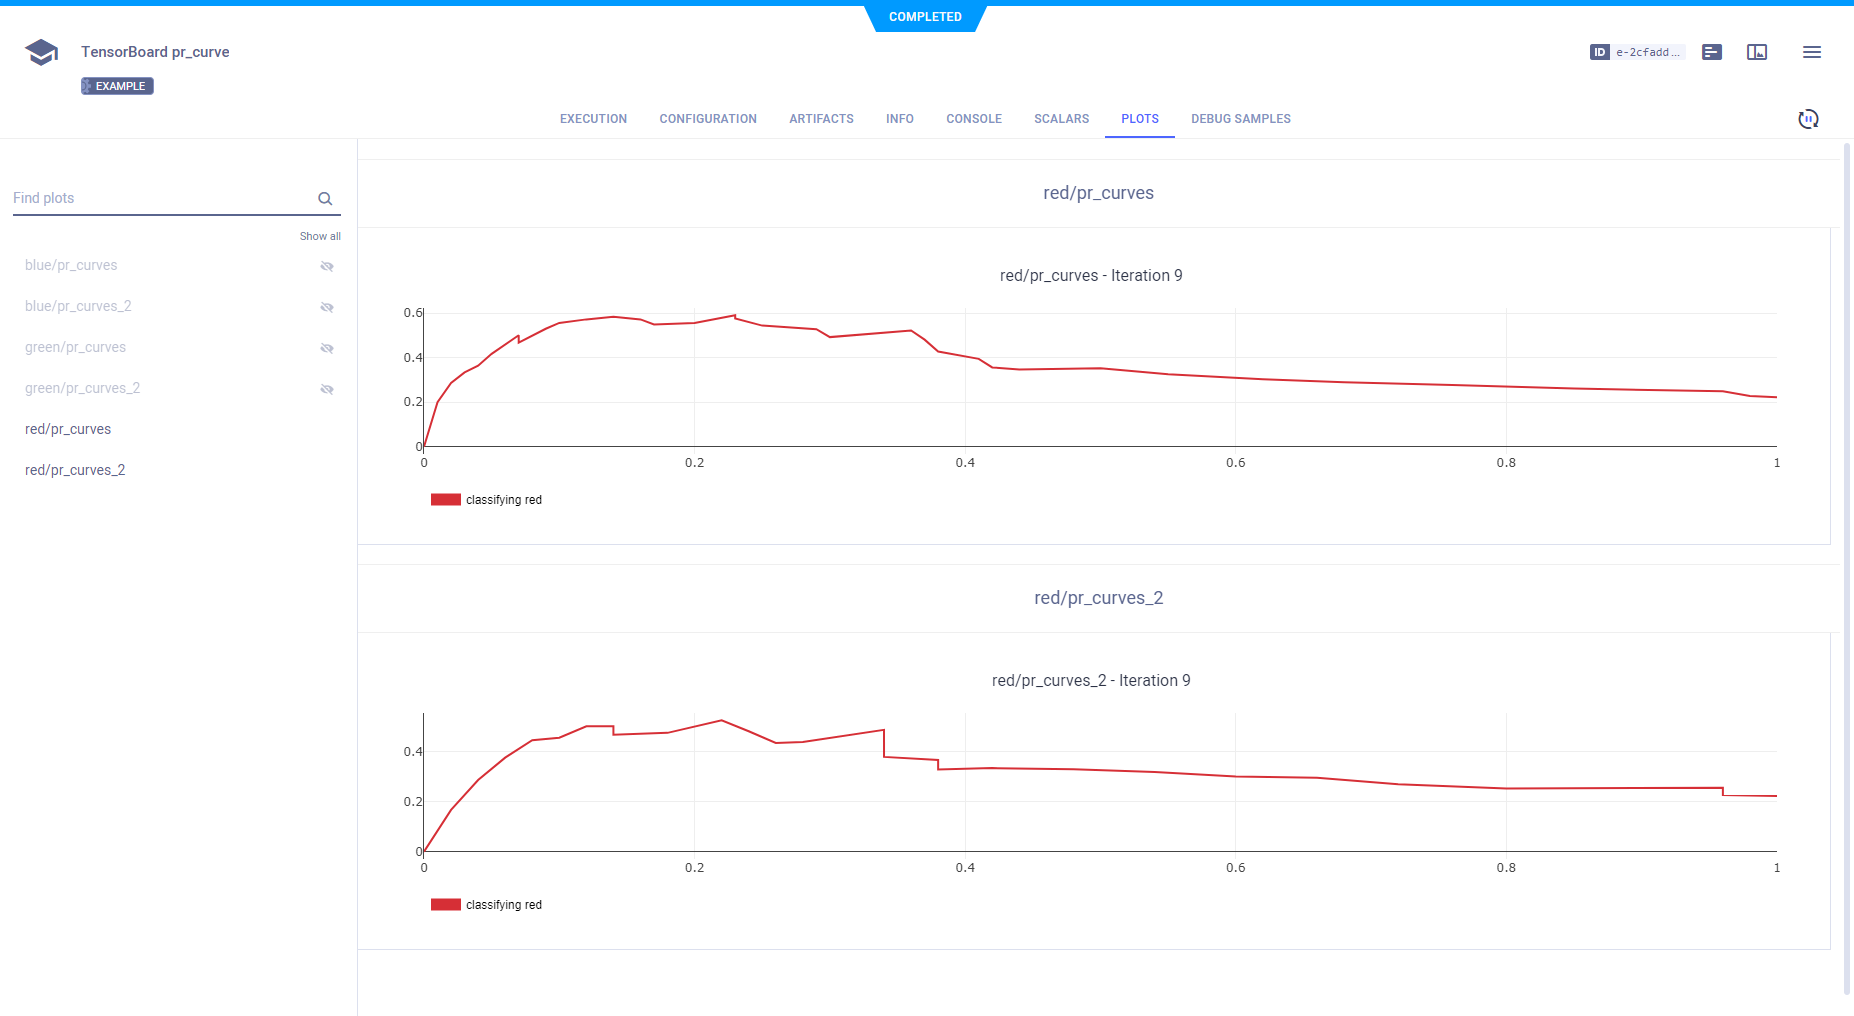 COMPLETED
TensorBoard pr_curve
ID e-2cfadd...
EXAMPLE
EXECUTION CONFIGURATION ARTIFACTS INFO CONSOLE SCALARS PLOTS DEBUG SAMPLES
Find plots
Show all
blue/pr_curves
blue/pr_curves_2
green/pr_curves
green/pr_curves_2
red/pr_curves
red/pr_curves_2
red/pr_curves
red/pr_curves - Iteration 9
0.6
0.4
0.2
0
0 0.2 0.4 0.6 0.8 1
classifying red
red/pr_curves_2
red/pr_curves_2 - Iteration 9
0.4
0.2
0
0 0.2 0.4 0.6 0.8 1
classifying red